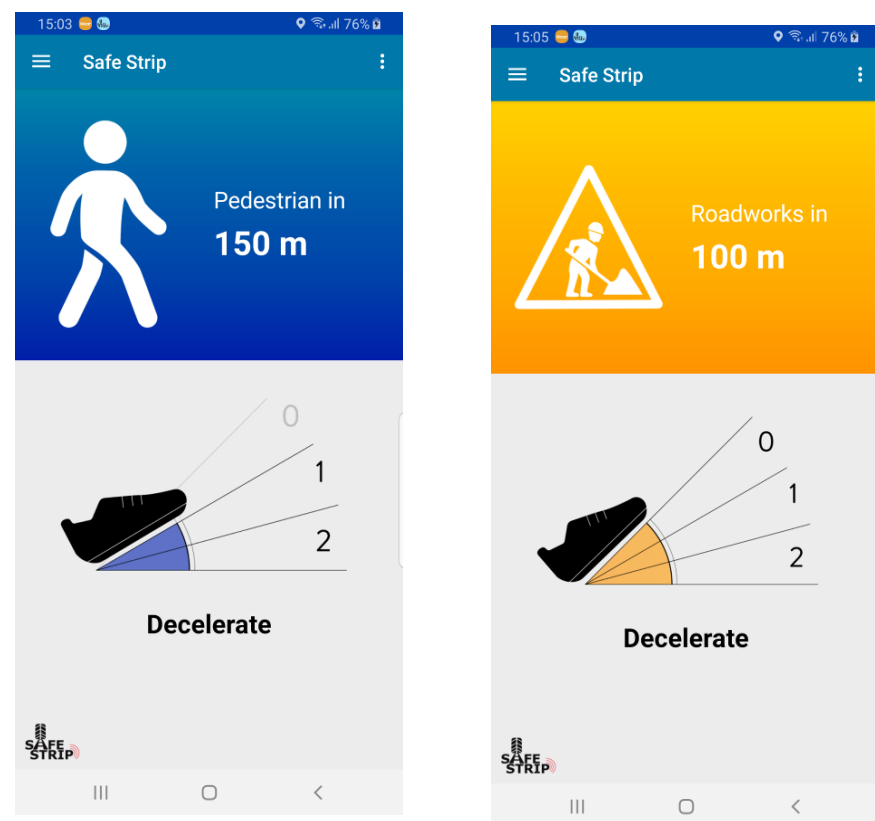 15:03
76%
Safe Strip
Pedestrian in
150 m
0
1
2
Decelerate
SAFE
STRIP
15:05
76%
Safe Strip
Roadworks in
100 m
0
1
2
Decelerate
SAFE
STRIP